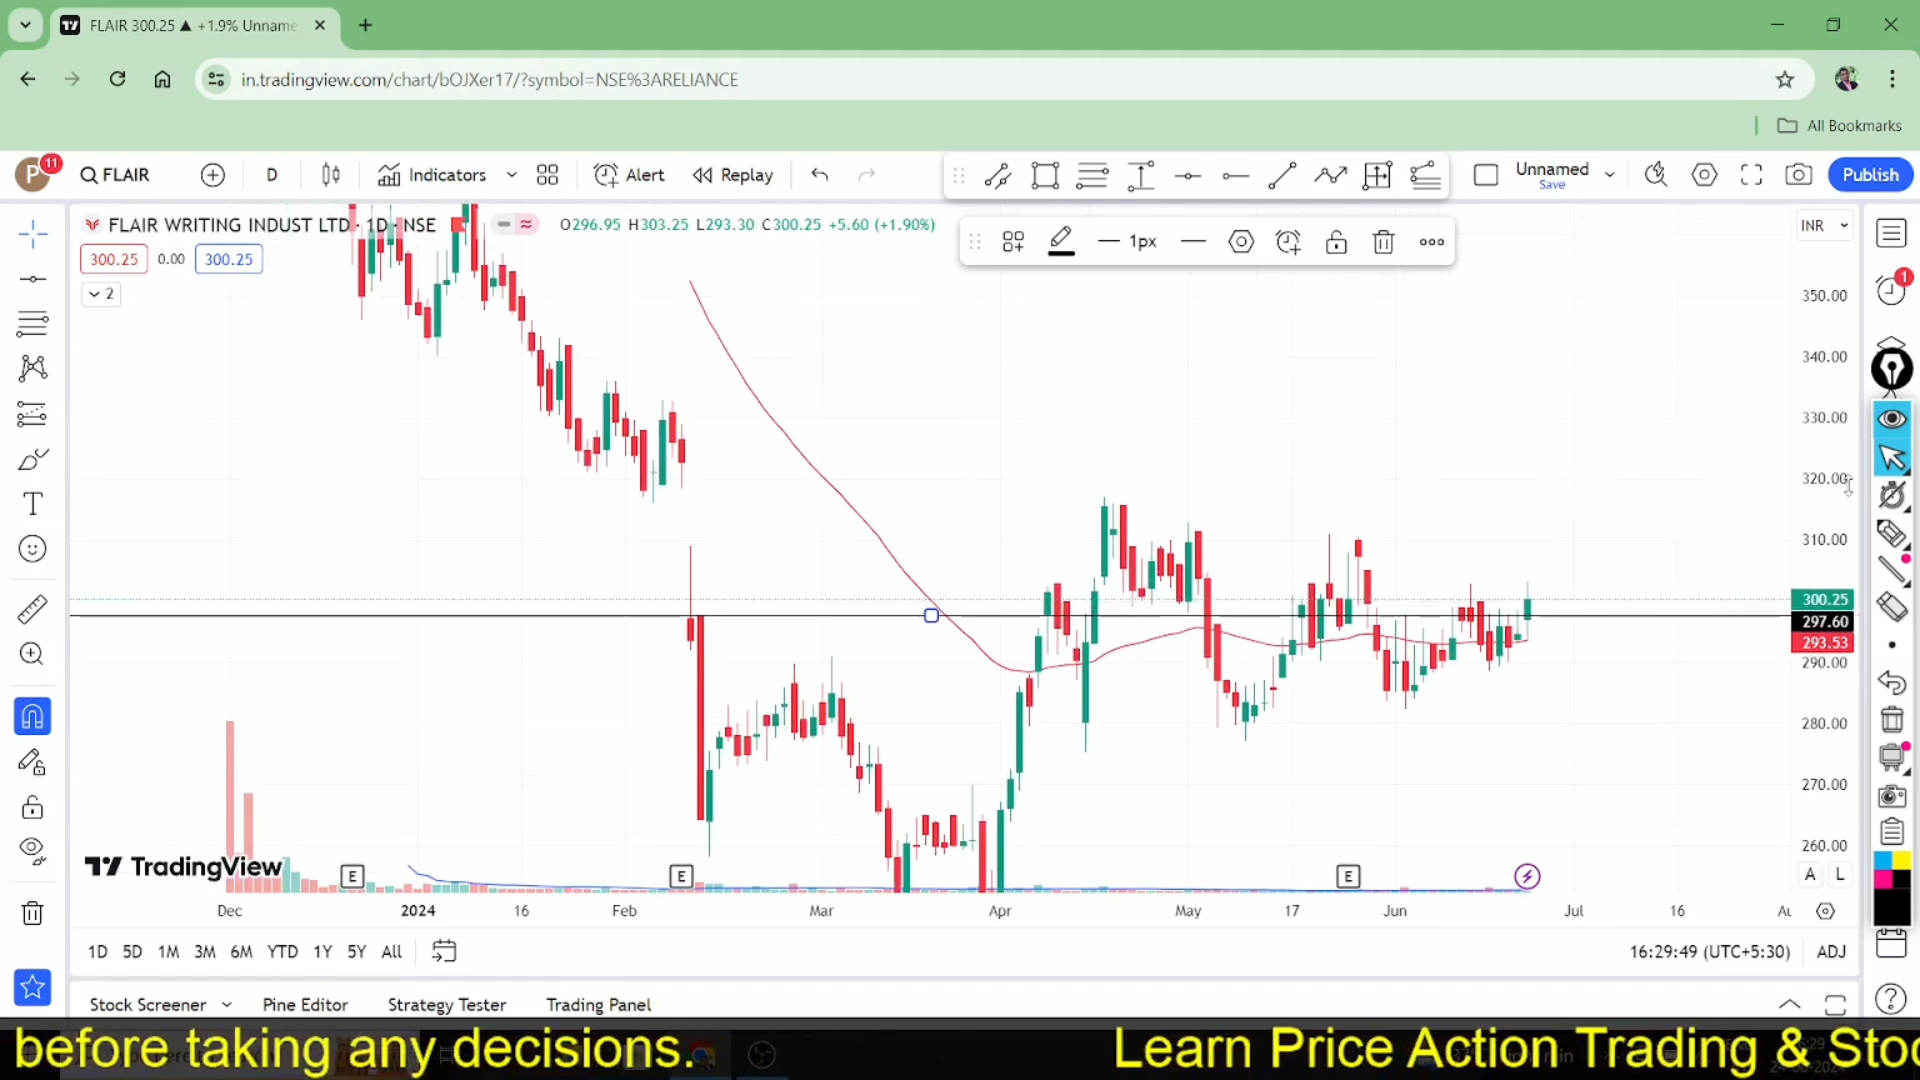 FLAIR 300.25 ▲ +1.9% Unname
in.tradingview.com/chart/bOJXer17/?symbol=NSE%3ARELIANCE
All Bookmarks
P 11 FLAIR D Indicators Alert Replay Unnamed Save Publish
FLAIR WRITING INDUST LTD · 1D · NSE O296.95 H303.25 L293.30 C300.25 +5.60 (+1.90%) INR
300.25 0.00 300.25
1px
2
1
350.00
340.00
330.00
320.00
310.00
300.25
297.60
293.53
290.00
280.00
270.00
260.00
TradingView
E E E
A L
Dec 2024 16 Feb Mar Apr May 17 Jun Jul 16 Au
1D 5D 1M 3M 6M YTD 1Y 5Y All 16:29:49 (UTC+5:30) ADJ
Stock Screener Pine Editor Strategy Tester Trading Panel
before taking any decisions. Learn Price Action Trading & Stoc